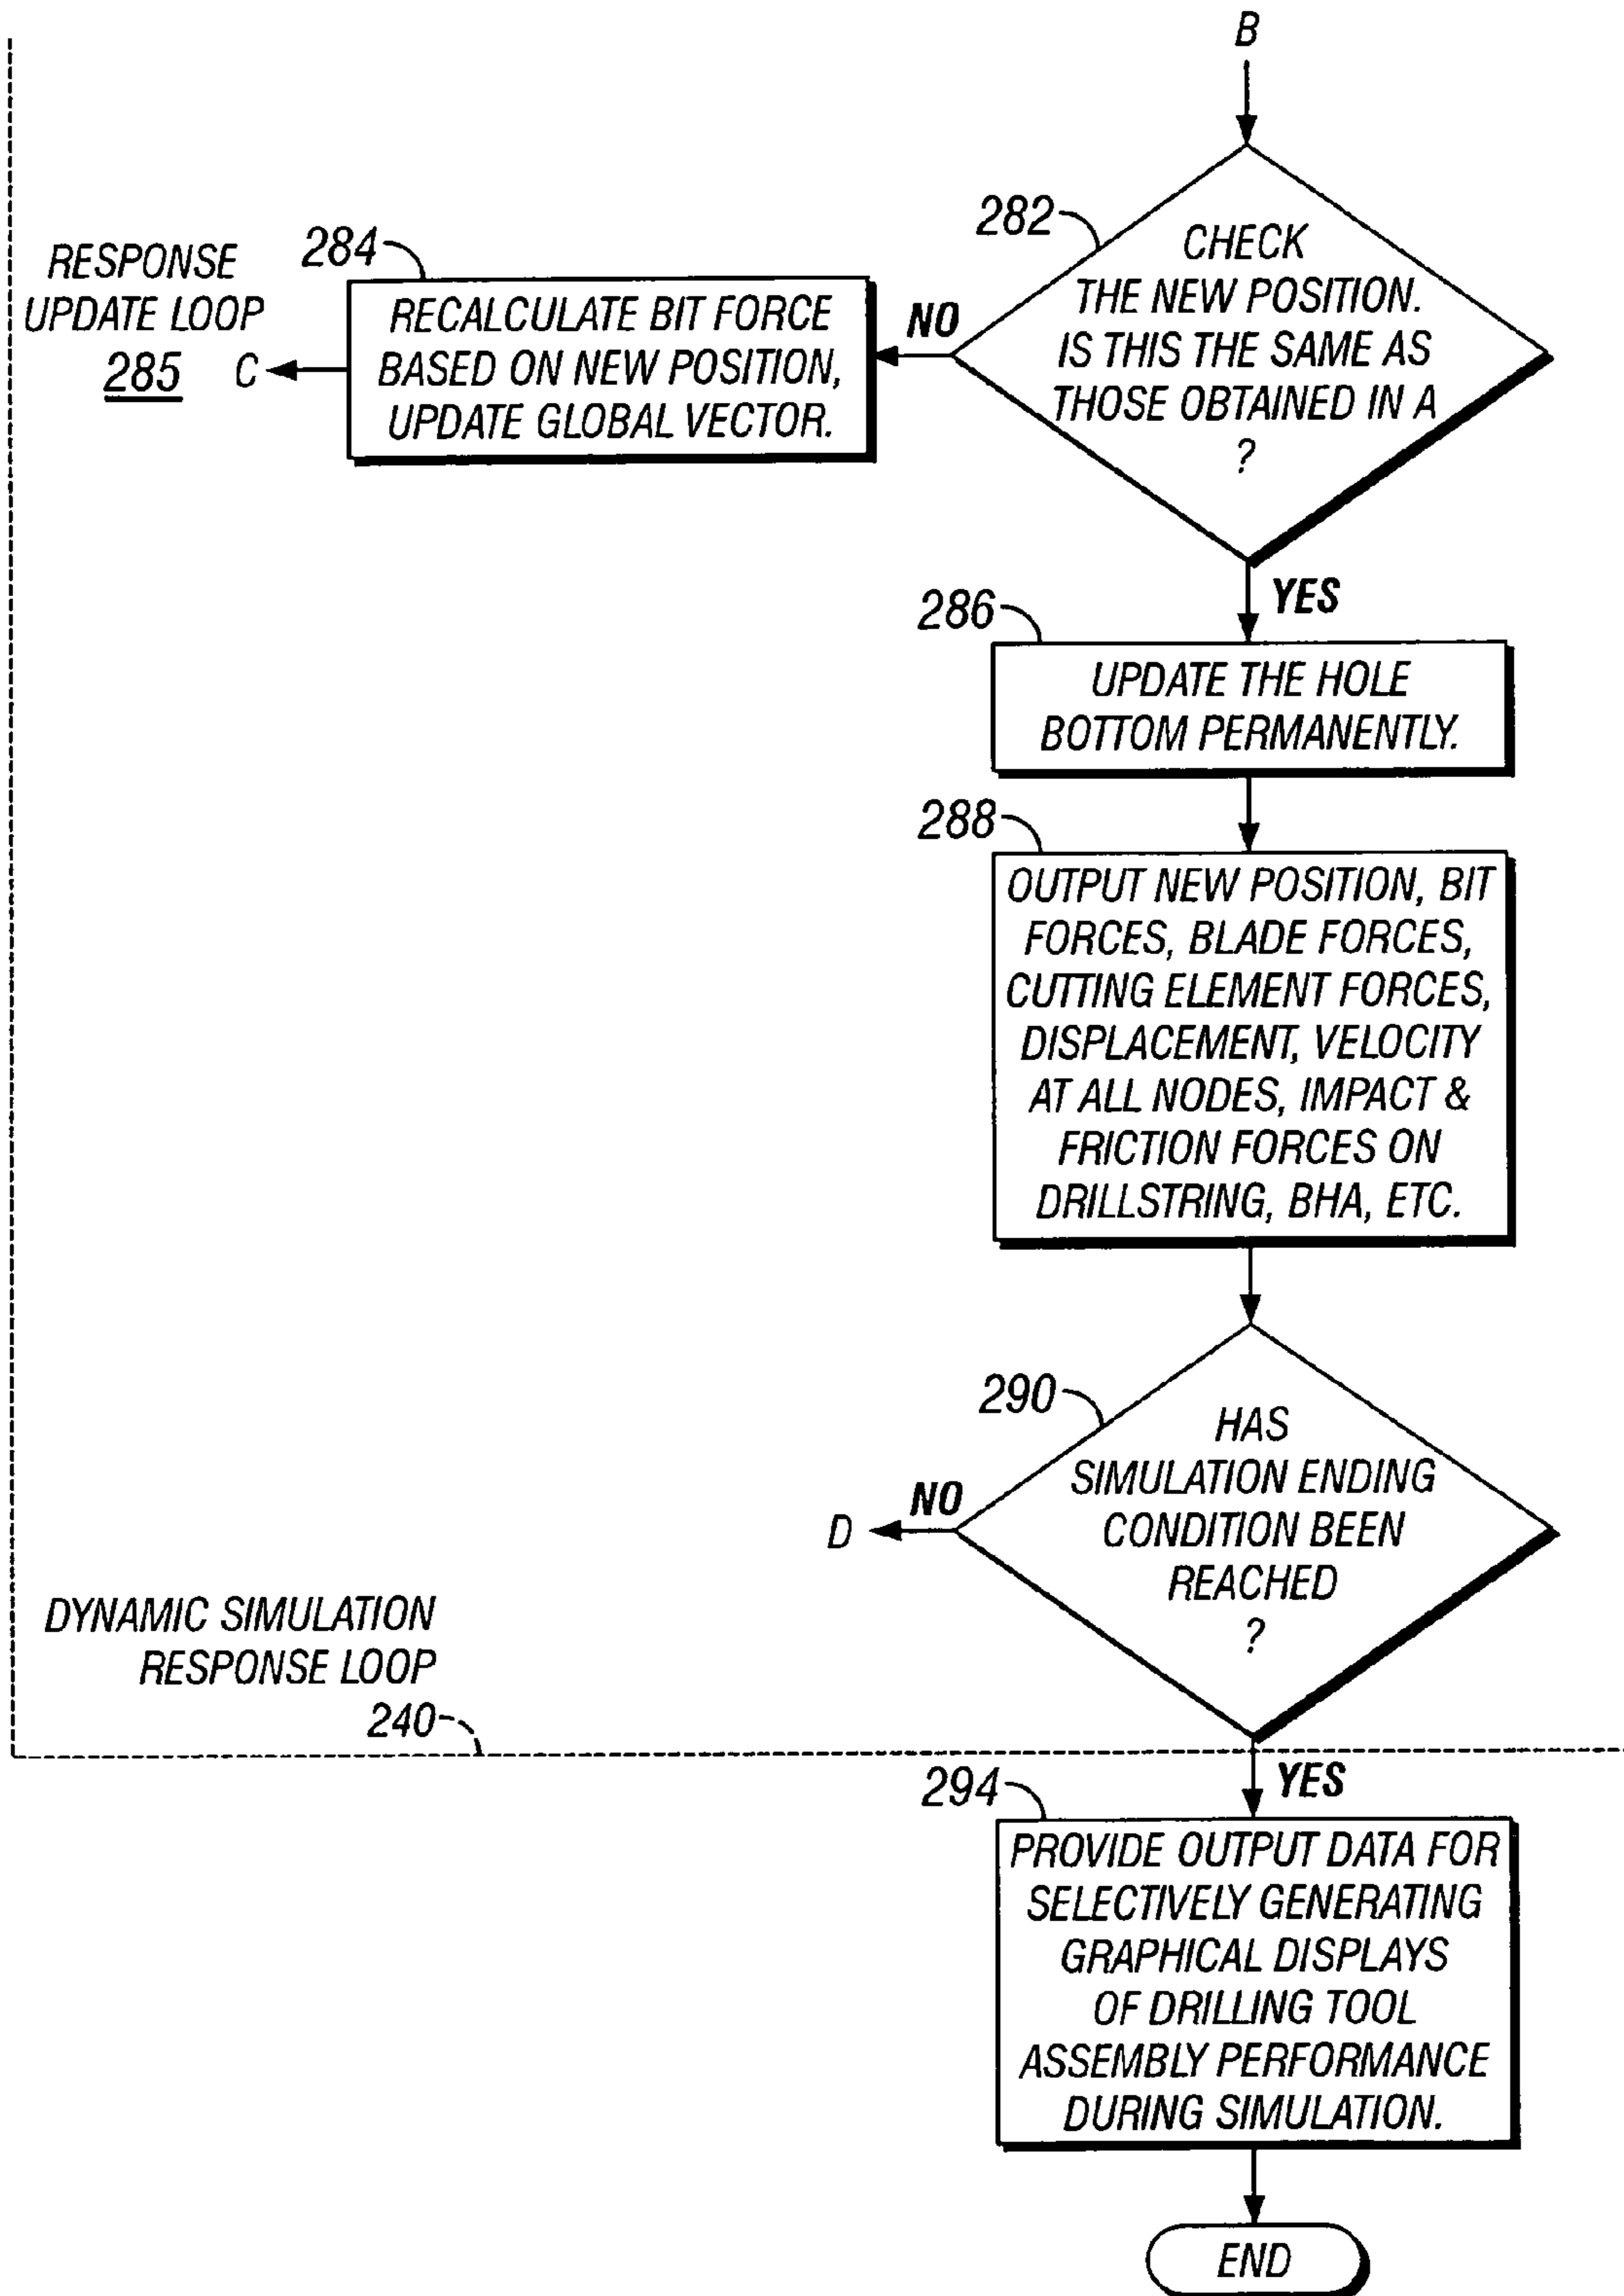 B
282
CHECK
THE NEW POSITION.
IS THIS THE SAME AS
THOSE OBTAINED IN A
?
NO
284
RECALCULATE BIT FORCE
BASED ON NEW POSITION,
UPDATE GLOBAL VECTOR.
RESPONSE
UPDATE LOOP
285
C
YES
286
UPDATE THE HOLE
BOTTOM PERMANENTLY.
288
OUTPUT NEW POSITION, BIT
FORCES, BLADE FORCES,
CUTTING ELEMENT FORCES,
DISPLACEMENT, VELOCITY
AT ALL NODES, IMPACT &
FRICTION FORCES ON
DRILLSTRING, BHA, ETC.
290
HAS
SIMULATION ENDING
CONDITION BEEN
REACHED
?
NO
D
DYNAMIC SIMULATION
RESPONSE LOOP
240
YES
294
PROVIDE OUTPUT DATA FOR
SELECTIVELY GENERATING
GRAPHICAL DISPLAYS
OF DRILLING TOOL
ASSEMBLY PERFORMANCE
DURING SIMULATION.
END